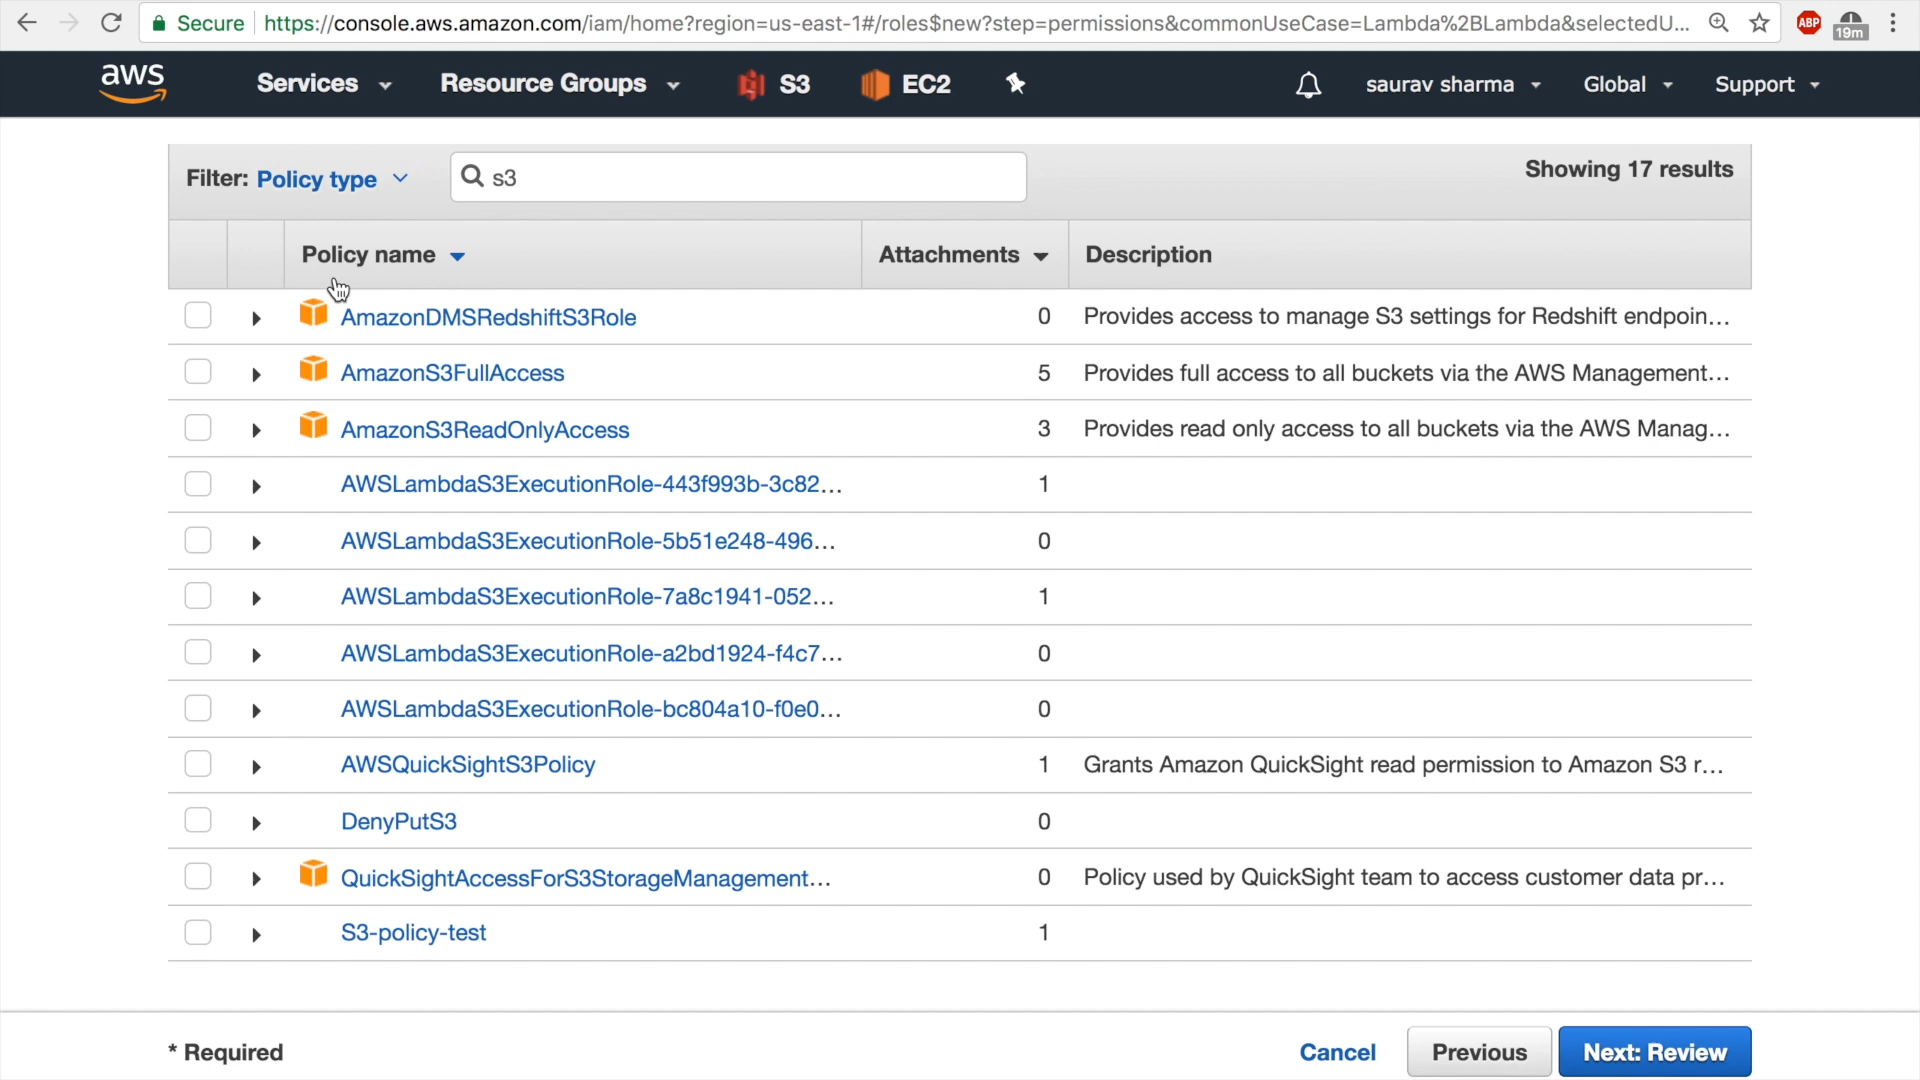 Secure https://console.aws.amazon.com/iam/home?region=us-east-1#/roles$new?step=permissions&commonUseCase=Lambda%2BLambda&selectedU... ABP 19m
aws Services Resource Groups S3 EC2 saurav sharma Global Support
Filter: Policy type s3 Showing 17 results
Policy name Attachments Description
AmazonDMSRedshiftS3Role 0 Provides access to manage S3 settings for Redshift endpoin...
AmazonS3FullAccess 5 Provides full access to all buckets via the AWS Management...
AmazonS3ReadOnlyAccess 3 Provides read only access to all buckets via the AWS Manag...
AWSLambdaS3ExecutionRole-443f993b-3c82... 1
AWSLambdaS3ExecutionRole-5b51e248-496... 0
AWSLambdaS3ExecutionRole-7a8c1941-052... 1
AWSLambdaS3ExecutionRole-a2bd1924-f4c7... 0
AWSLambdaS3ExecutionRole-bc804a10-f0e0... 0
AWSQuickSightS3Policy 1 Grants Amazon QuickSight read permission to Amazon S3 r...
DenyPutS3 0
QuickSightAccessForS3StorageManagement... 0 Policy used by QuickSight team to access customer data pr...
S3-policy-test 1
* Required Cancel Previous Next: Review